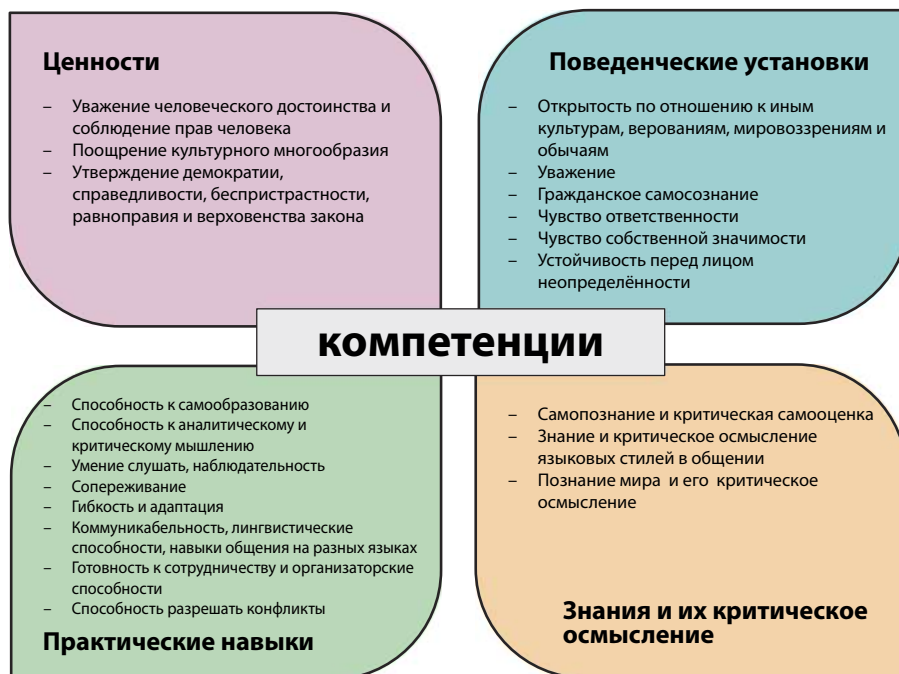 Ценности
– Уважение человеческого достоинства и
соблюдение прав человека
– Поощрение культурного многообразия
– Утверждение демократии,
справедливости, беспристрастности,
равноправия и верховенства закона
Поведенческие установки
– Открытость по отношению к иным
культурам, верованиям, мировоззрениям и
обычаям
– Уважение
– Гражданское самосознание
– Чувство ответственности
– Чувство собственной значимости
– Устойчивость перед лицом
неопределённости
компетенции
– Способность к самообразованию
– Способность к аналитическому и
критическому мышлению
– Умение слушать, наблюдательность
– Сопереживание
– Гибкость и адаптация
– Коммуникабельность, лингвистические
способности, навыки общения на разных языках
– Готовность к сотрудничеству и организаторские
способности
– Способность разрешать конфликты
Практические навыки
– Самопознание и критическая самооценка
– Знание и критическое осмысление
языковых стилей в общении
– Познание мира и его критическое
осмысление
Знания и их критическое
осмысление